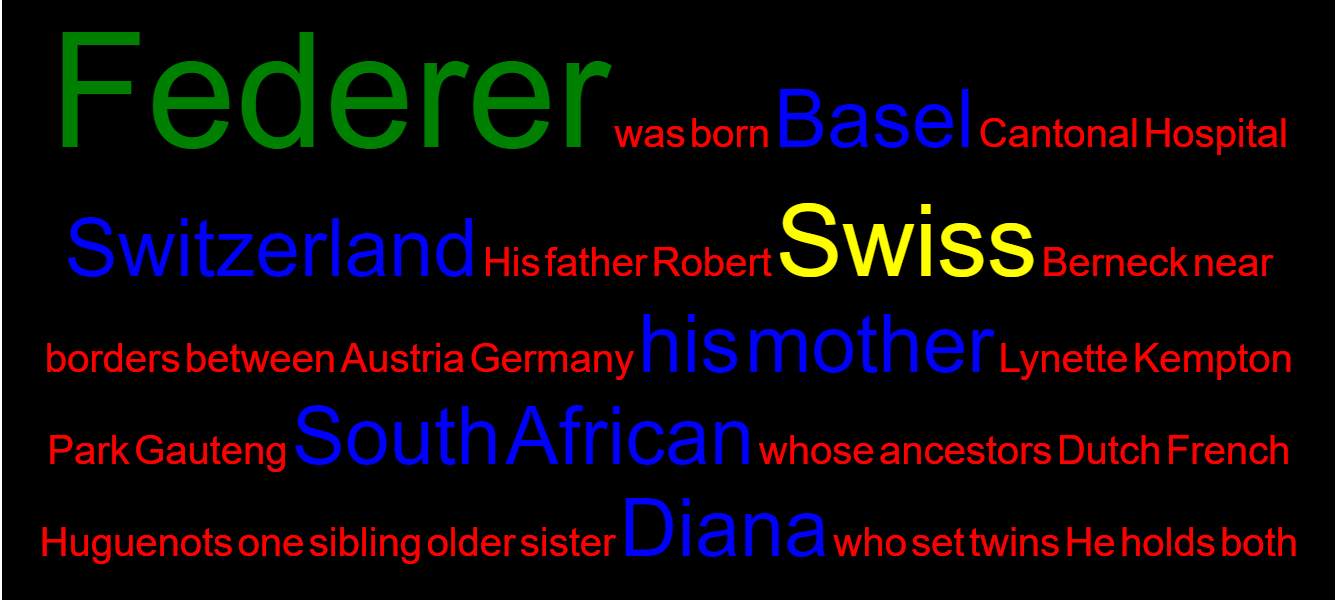 Federer was born Basel Cantonal Hospital
Switzerland His father Robert Swiss Berneck near
borders between Austria Germany his mother Lynette Kempton
Park Gauteng South African whose ancestors Dutch French
Huguenots one sibling older sister Diana who set twins He holds both